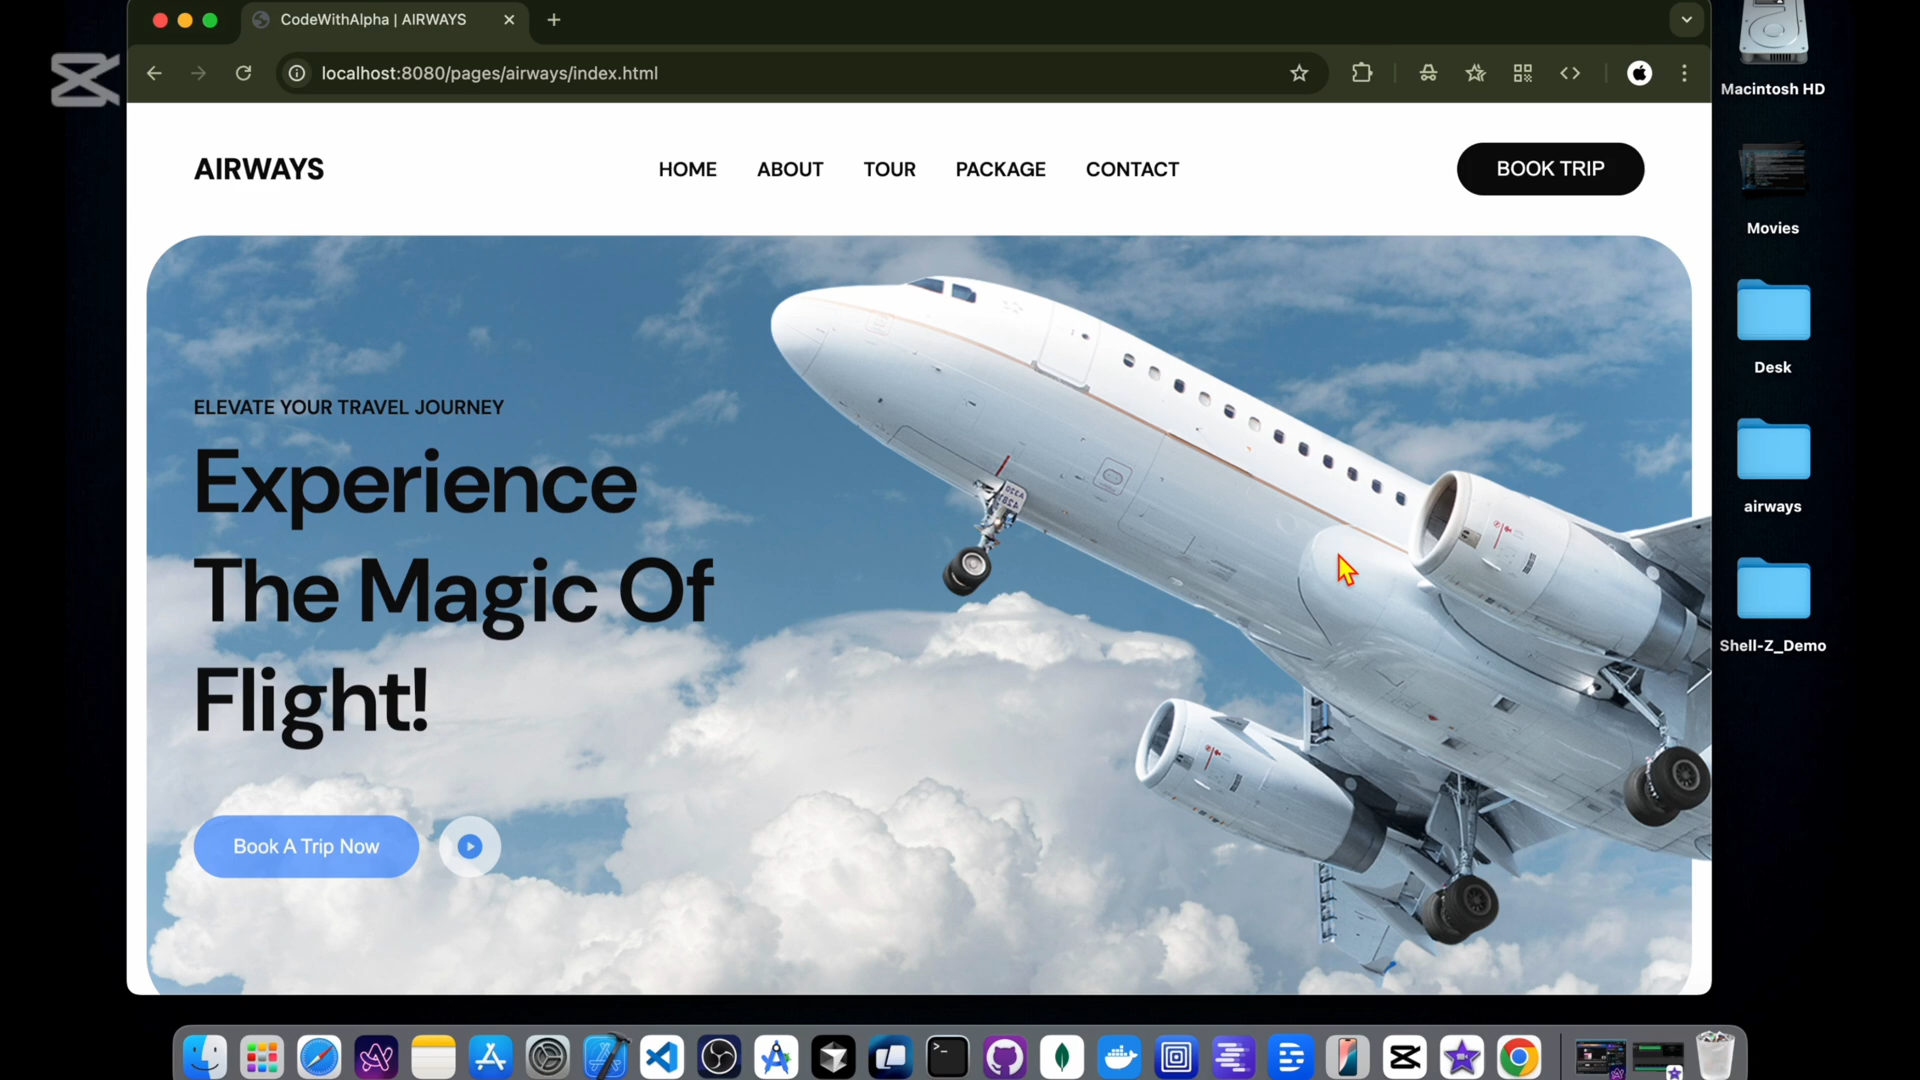 CodeWithAlpha | AIRWAYS
localhost:8080/pages/airways/index.html
Macintosh HD
AIRWAYS
HOME
ABOUT
TOUR
PACKAGE
CONTACT
BOOK TRIP
Movies
Desk
ELEVATE YOUR TRAVEL JOURNEY
Experience
The Magic Of
Flight!
airways
Shell-Z_Demo
Book A Trip Now